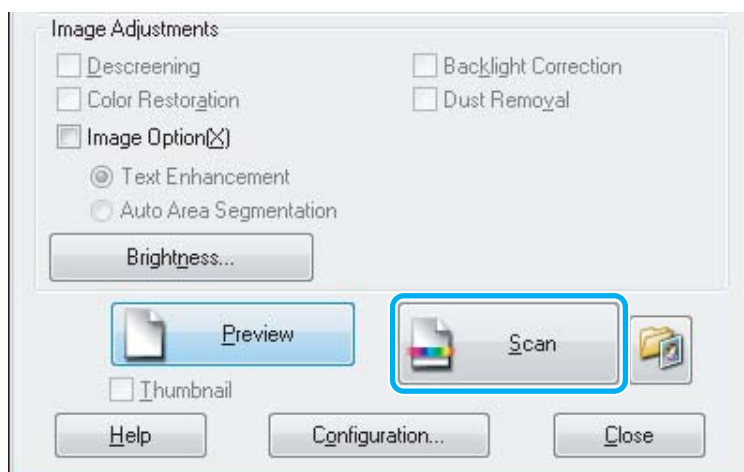 Image Adjustments
Descreening Backlight Correction
Color Restoration Dust Removal
Image Option(X)
Text Enhancement
Auto Area Segmentation
Brightness...
Preview Scan
Thumbnail
Help Configuration... Close